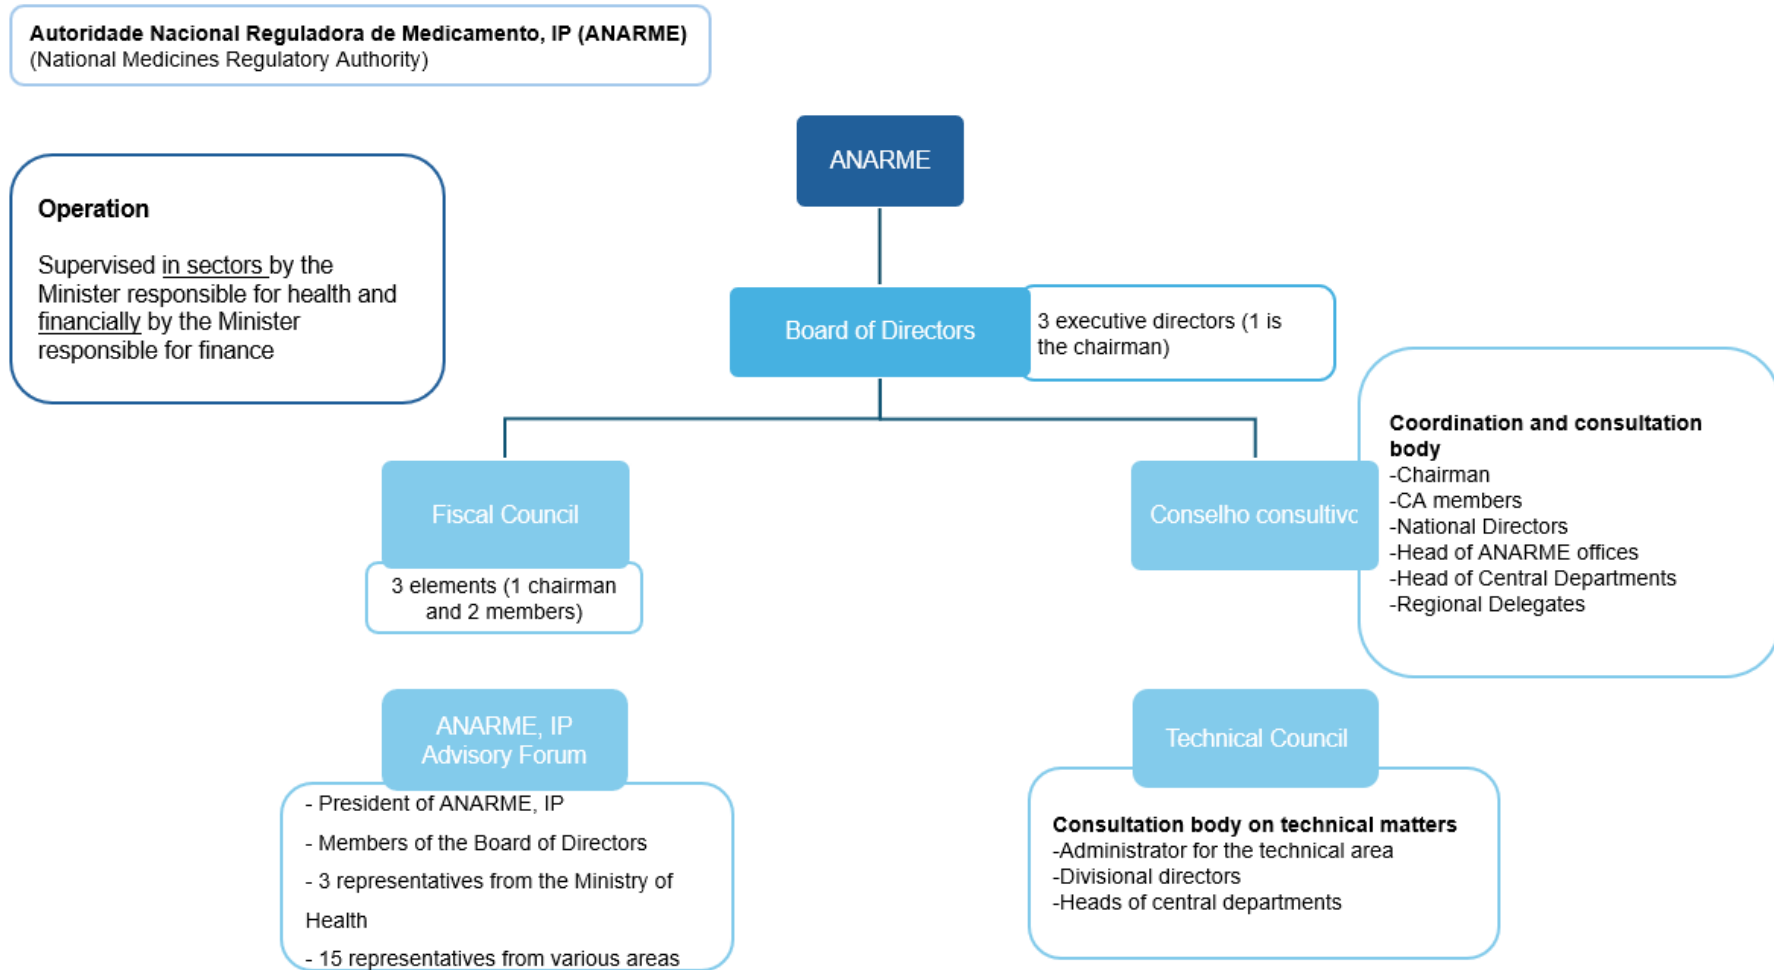 Autoridade Nacional Reguladora de Medicamento, IP (ANARME)
(National Medicines Regulatory Authority)
ANARME
Operation
Supervised in sectors by the
Minister responsible for health and
financially by the Minister
responsible for finance
Board of Directors
3 executive directors (1 is
the chairman)
Fiscal Council
3 elements (1 chairman
and 2 members)
Conselho consultivo
Coordination and consultation
body
-Chairman
-CA members
-National Directors
-Head of ANARME offices
-Head of Central Departments
-Regional Delegates
ANARME, IP
Advisory Forum
- President of ANARME, IP
- Members of the Board of Directors
- 3 representatives from the Ministry of
Health
- 15 representatives from various areas
Technical Council
Consultation body on technical matters
-Administrator for the technical area
-Divisional directors
-Heads of central departments